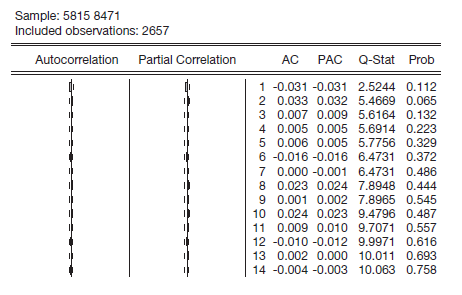 Sample: 5815 8471
Included observations: 2657
Autocorrelation Partial Correlation AC PAC Q-Stat Prob
1 -0.031 -0.031 2.5244 0.112
2 0.033 0.032 5.4669 0.065
3 0.007 0.009 5.6164 0.132
4 0.005 0.005 5.6914 0.223
5 0.006 0.005 5.7756 0.329
6 -0.016 -0.016 6.4731 0.372
7 0.000 -0.001 6.4731 0.486
8 0.023 0.024 7.8948 0.444
9 0.001 0.002 7.8965 0.545
10 0.024 0.023 9.4796 0.487
11 0.009 0.010 9.7071 0.557
12 -0.010 -0.012 9.9971 0.616
13 0.002 0.000 10.011 0.693
14 -0.004 -0.003 10.063 0.758